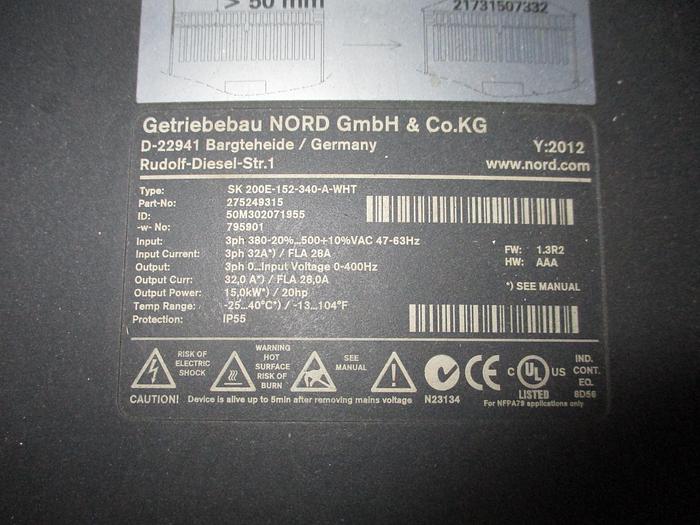 > 50 mm
21731507332
Getriebebau NORD GmbH & Co.KG
D-22941 Bargteheide / Germany Y:2012
Rudolf-Diesel-Str.1 www.nord.com
Type: SK 200E-152-340-A-WHT
Part-No: 275249315
ID: 50M302071955
-w- No: 795901
Input: 3ph 380-20%...500+10%VAC 47-63Hz
Input Current: 3ph 32A*) / FLA 28A FW: 1.3R2
Output: 3ph 0...Input Voltage 0-400Hz HW: AAA
Output Curr: 32,0 A*) / FLA 28,0A
Output Power: 15,0kW*) / 20hp *) SEE MANUAL
Temp Range: -25...40°C*) / -13...104°F
Protection: IP55
RISK OF ELECTRIC SHOCK
WARNING HOT SURFACE RISK OF BURN
SEE MANUAL
CE
C UL US
LISTED
IND. CONT. EQ. 8D56
CAUTION! Device is alive up to 5min after removing mains voltage N23134 For NFPA79 applications only